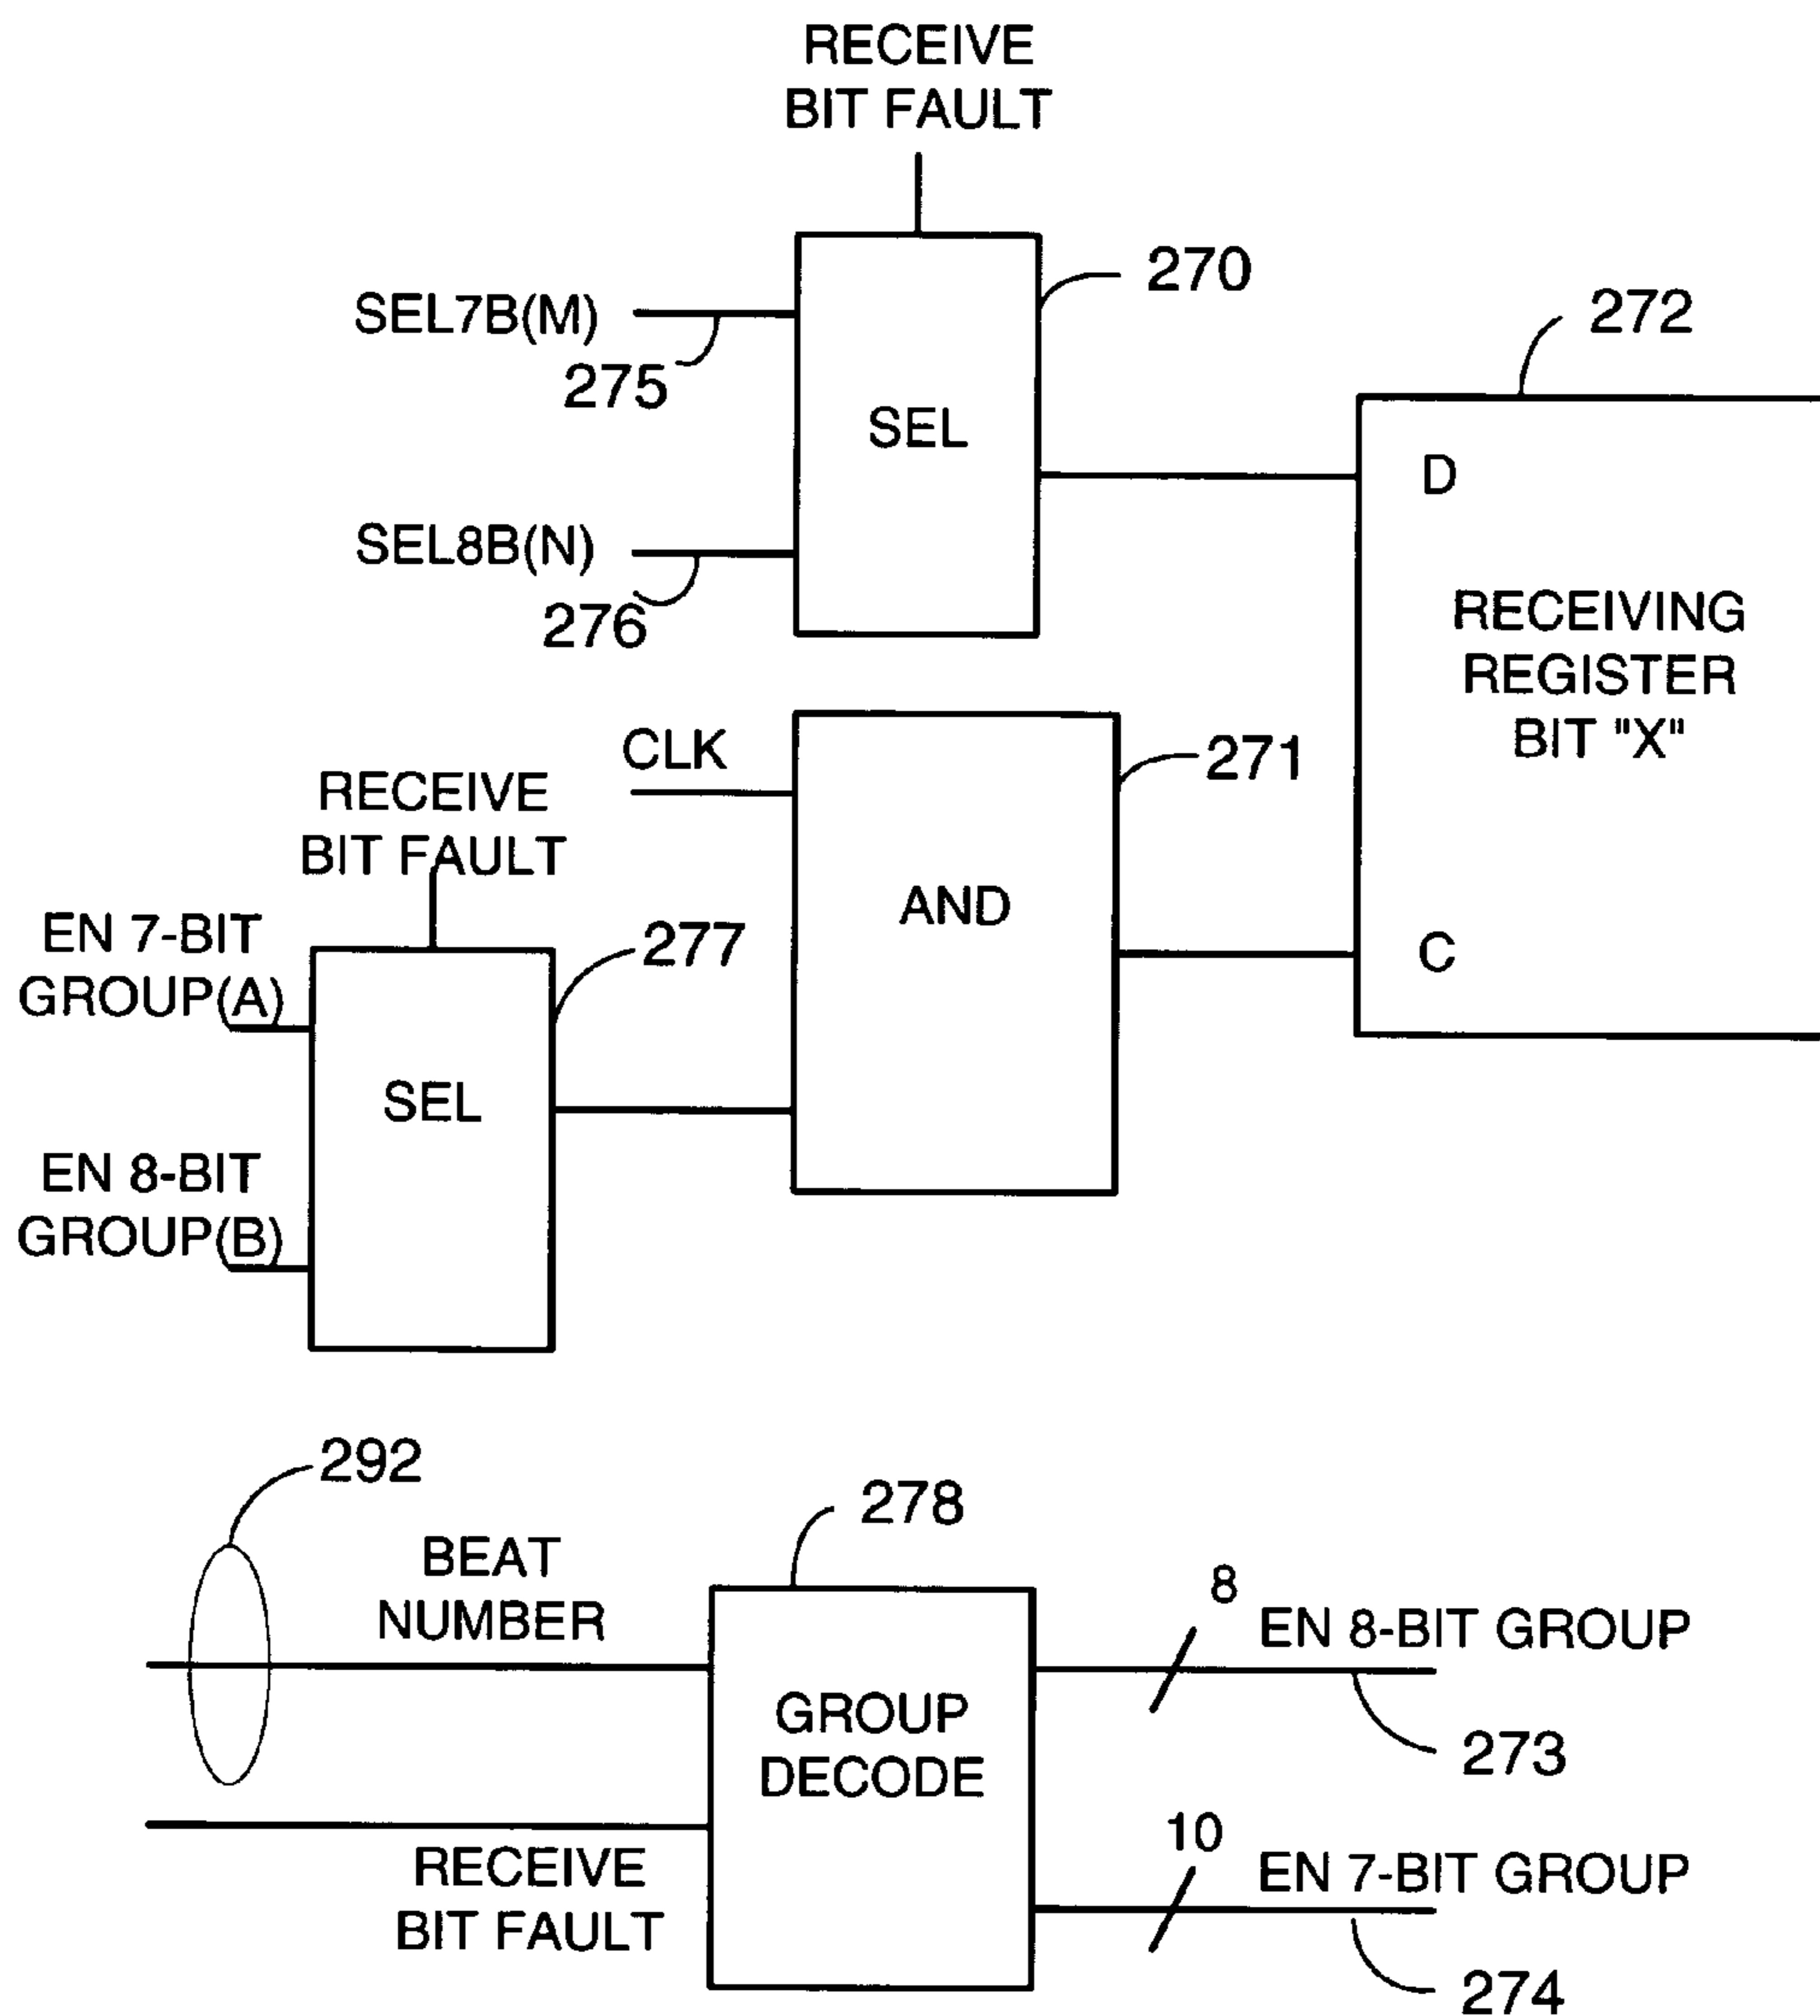 RECEIVE
BIT FAULT
270
SEL7B(M)
275
SEL
272
D
SEL8B(N)
276
RECEIVING
REGISTER
BIT "X"
CLK
271
RECEIVE
BIT FAULT
AND
C
EN 7-BIT
GROUP(A)
277
SEL
EN 8-BIT
GROUP(B)
292
BEAT
NUMBER
278
GROUP
DECODE
8
EN 8-BIT GROUP
273
RECEIVE
BIT FAULT
10
EN 7-BIT GROUP
274